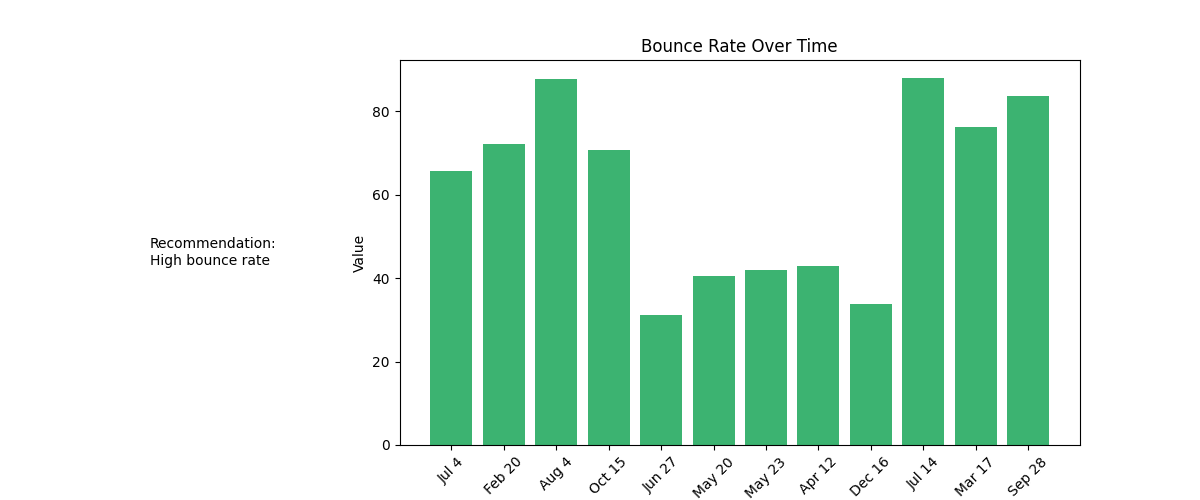 Bounce Rate Over Time
Recommendation:
High bounce rate
Value
80
60
40
20
0
Jul 4
Feb 20
Aug 4
Oct 15
Jun 27
May 20
May 23
Apr 12
Dec 16
Jul 14
Mar 17
Sep 28